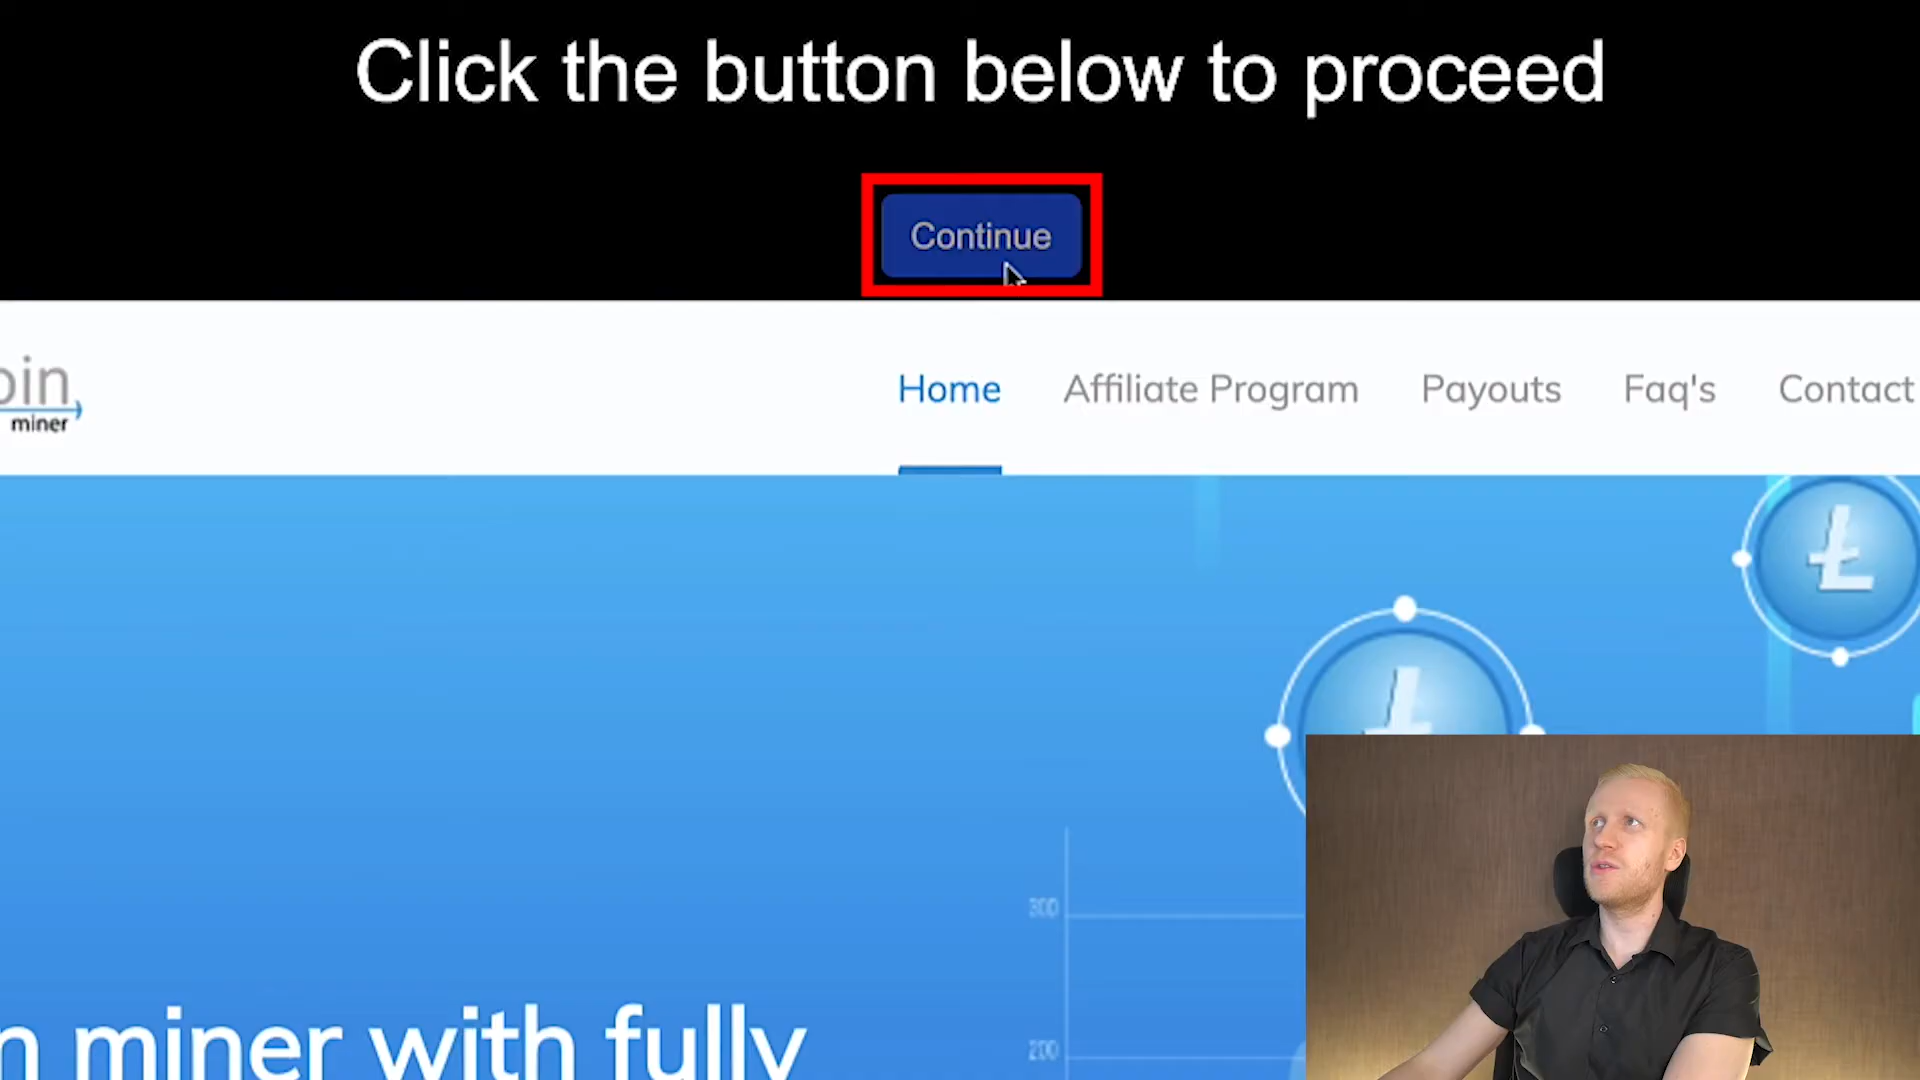 Click the button below to proceed
Continue
oin
miner
Home
Affiliate Program
Payouts
Faq's
Contact
300
n miner with fully
200